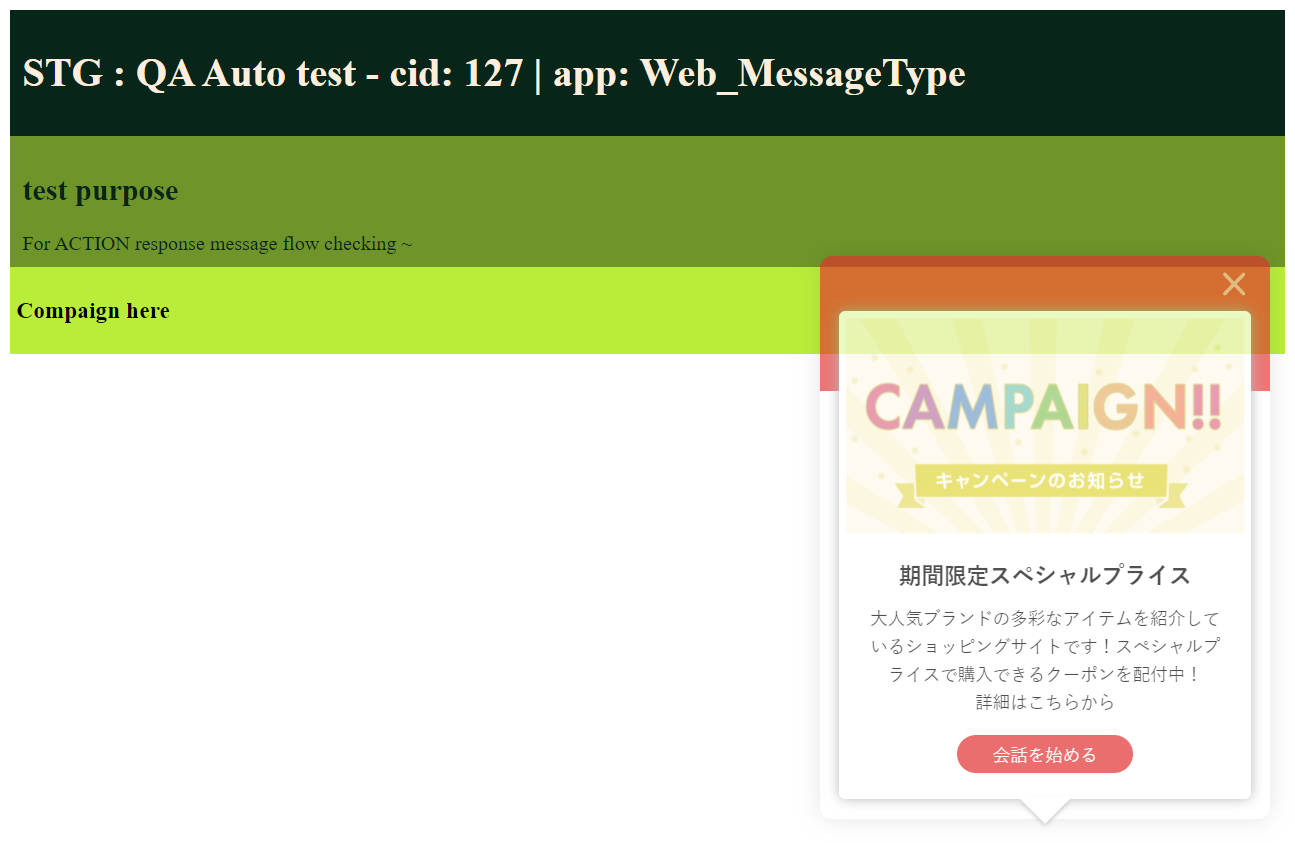 STG : QA Auto test - cid: 127 | app: Web_MessageType
test purpose
For ACTION response message flow checking ~
Compaign here
CAMPAIGN!!
キャンペーンのお知らせ
期間限定スペシャルプライス
大人気ブランドの多彩なアイテムを紹介して
いるショッピングサイトです！スペシャルプ
ライスで購入できるクーポンを配付中！
詳細はこちらから
会話を始める